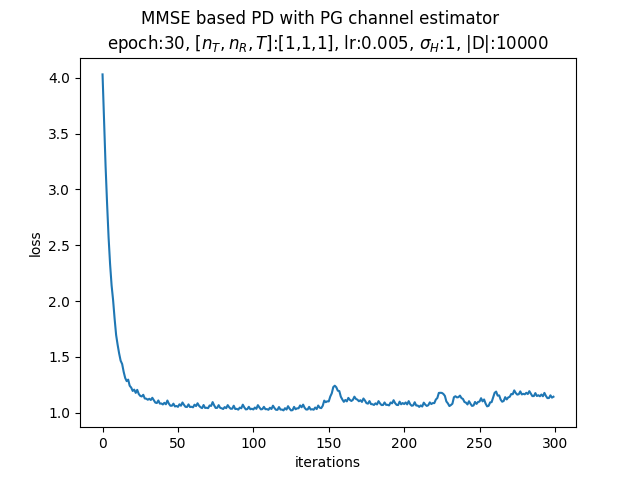 MMSE based PD with PG channel estimator
epoch:30, [n_T, n_R, T]:[1,1,1], lr:0.005, σ_H:1, |D|:10000
4.0
3.5
3.0
2.5
2.0
1.5
1.0
loss
0 50 100 150 200 250 300
iterations